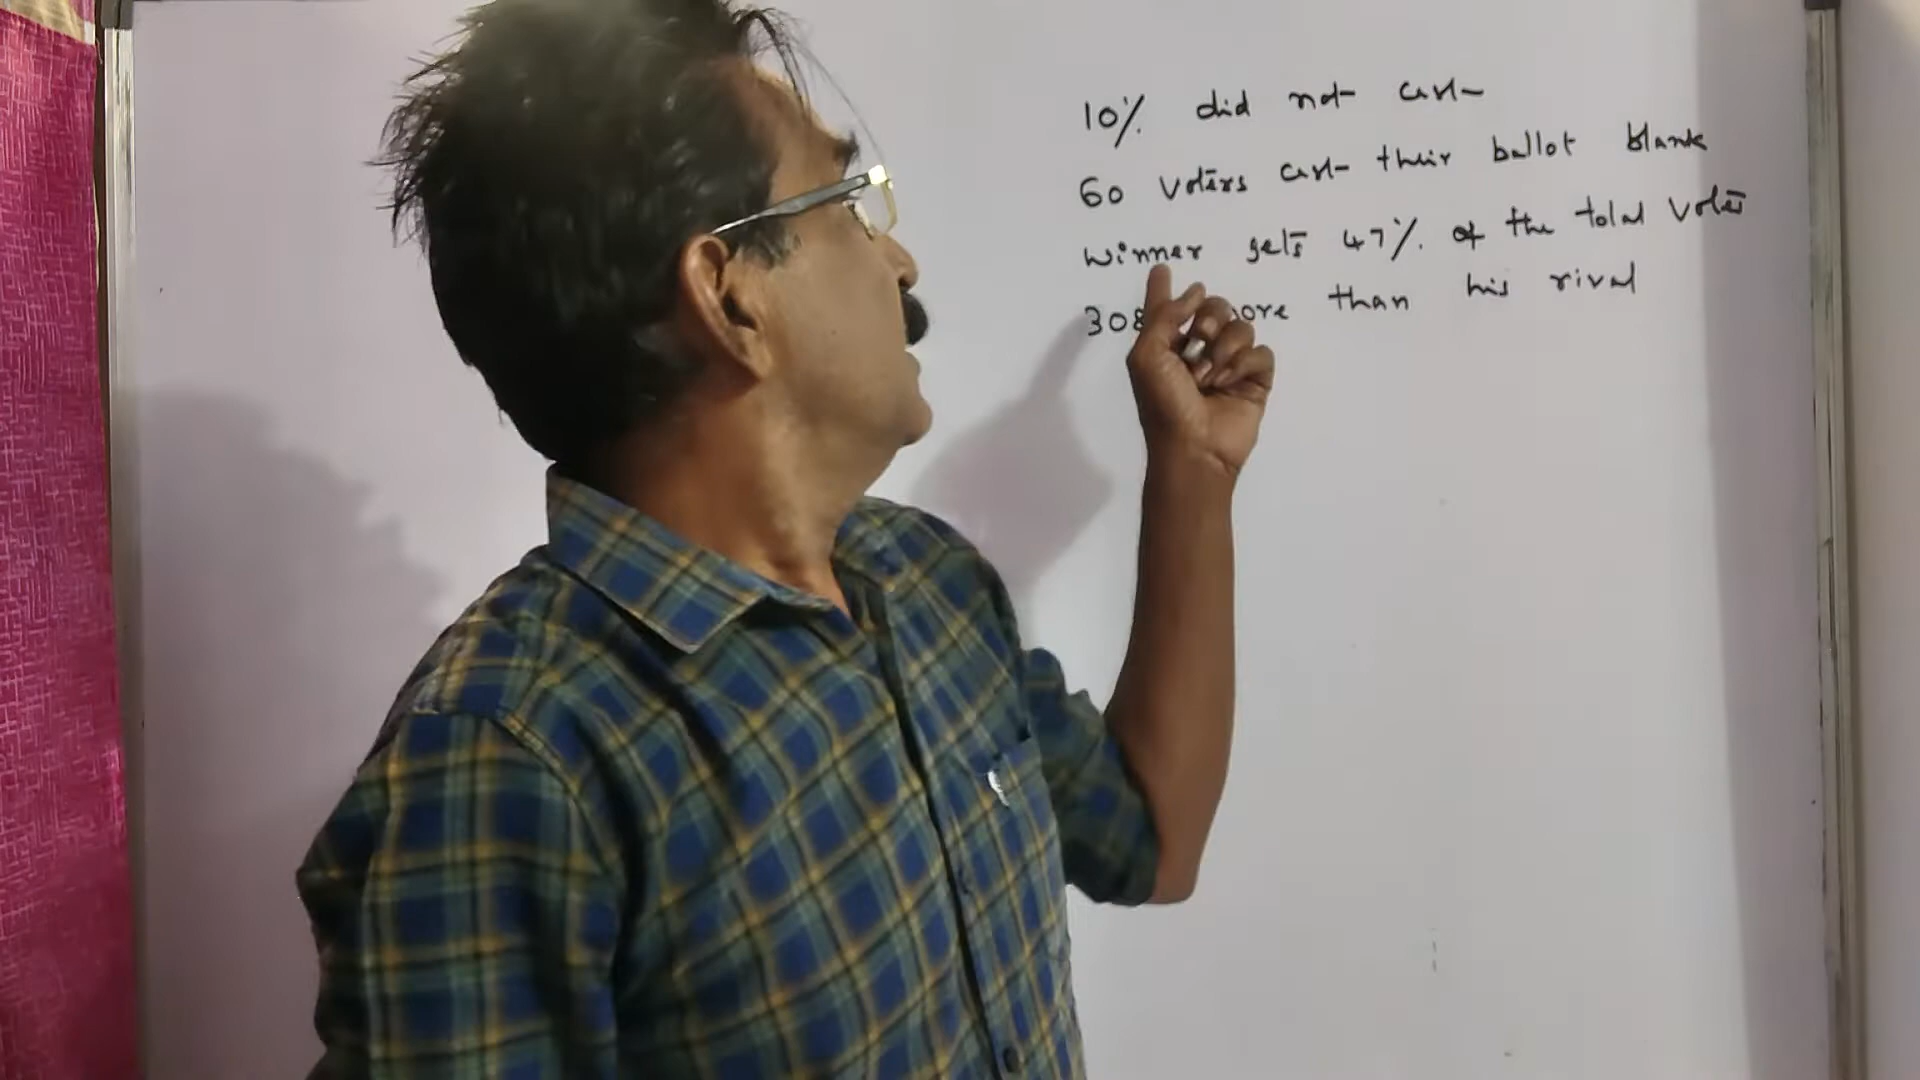 10% did not cast
60 voters cast their ballot blank
winner gets 47% of the total votes
308 than his rival